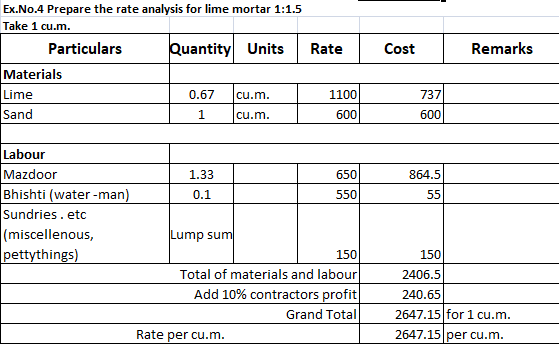 Ex.No.4 Prepare the rate analysis for lime mortar 1:1.5
Take 1 cu.m.
Particulars Quantity Units Rate Cost Remarks
Materials
Lime 0.67 cu.m. 1100 737
Sand 1 cu.m. 600 600
Labour
Mazdoor 1.33 650 864.5
Bhishti (water -man) 0.1 550 55
Sundries . etc
(miscellenous,
pettythings) Lump sum 150 150
Total of materials and labour 2406.5
Add 10% contractors profit 240.65
Grand Total 2647.15 for 1 cu.m.
Rate per cu.m. 2647.15 per cu.m.